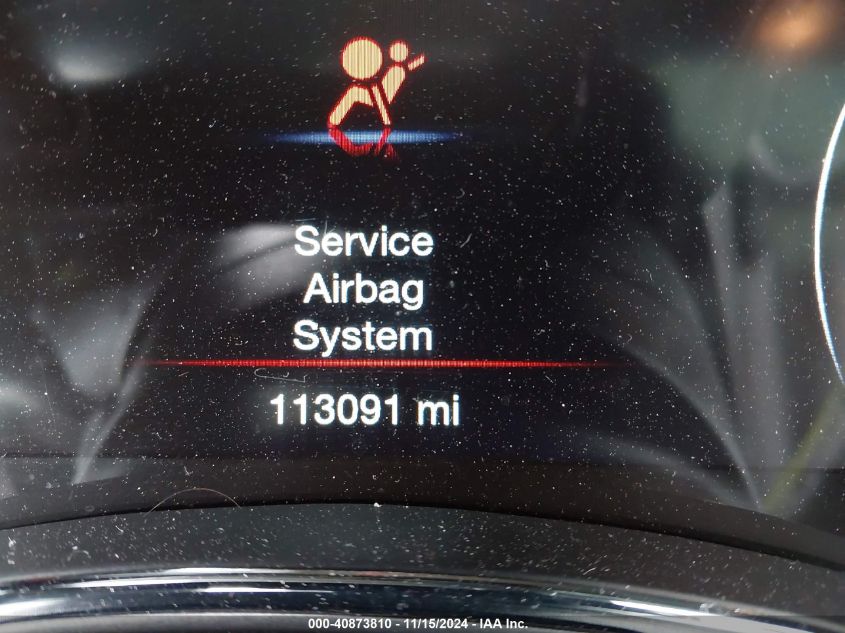 Service
Airbag
System
113091 mi
000-40873810 - 11/15/2024 - IAA Inc.